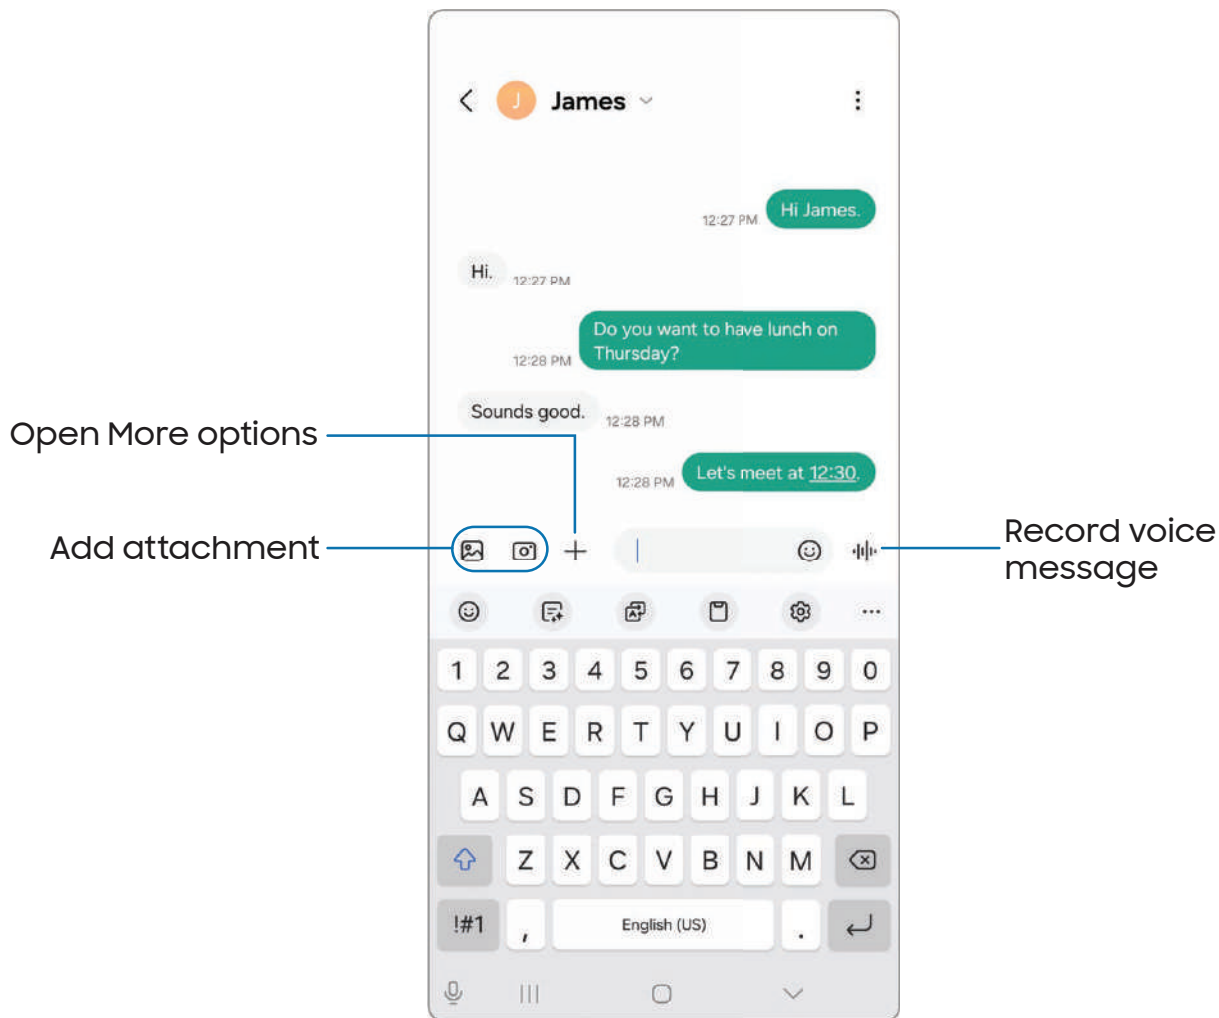 J James
Hi James.
12:27 PM
Hi.
12:27 PM
Do you want to have lunch on
Thursday?
12:28 PM
Sounds good.
12:28 PM
Open More options
Let's meet at 12:30.
12:28 PM
Add attachment
Record voice
message
1 2 3 4 5 6 7 8 9 0
Q W E R T Y U I O P
A S D F G H J K L
Z X C V B N M
!#1 , English (US) .